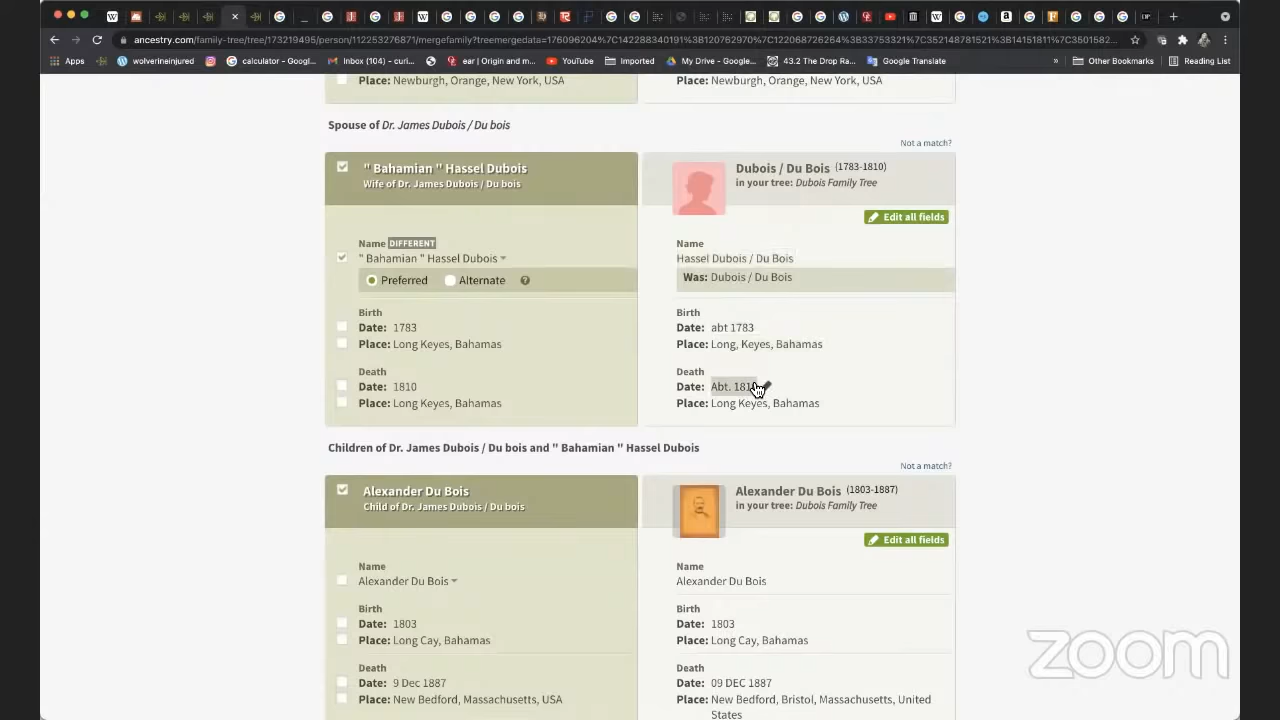 ancestry.com/family-tree/tree/173219495/person/112253276871/mergefamily?treemergedata=176096204%7C142288340191%3B120762970%7C122068726264%3B33753321%7C352148781521%3B14151811%7C3501582...
Apps
wolverineinjured
calculator - Googl...
Inbox (104) - curi...
YouTube
ear | Origin and m...
Imported
My Drive - Google...
43.2 The Drop Ra...
Google Translate
»
Other Bookmarks
Reading List
Place: Newburgh, Orange, New York, USA
Place: Newburgh, Orange, New York, USA
Spouse of Dr. James Dubois / Du bois
Not a match?
" Bahamian " Hassel Dubois
Wife of Dr. James Dubois / Du bois
Dubois / Du Bois (1783-1810)
in your tree: Dubois Family Tree
Edit all fields
Name DIFFERENT
" Bahamian " Hassel Dubois
Preferred Alternate ?
Name
Hassel Dubois / Du Bois
Was: Dubois / Du Bois
Birth
Date: 1783
Place: Long Keyes, Bahamas
Birth
Date: abt 1783
Place: Long, Keyes, Bahamas
Death
Date: 1810
Place: Long Keyes, Bahamas
Death
Date: Abt.
Place: Long Keyes, Bahamas
Children of Dr. James Dubois / Du bois and " Bahamian " Hassel Dubois
Not a match?
Alexander Du Bois
Child of Dr. James Dubois / Du bois
Alexander Du Bois (1803-1887)
in your tree: Dubois Family Tree
Edit all fields
Name
Alexander Du Bois
Name
Alexander Du Bois
Birth
Date: 1803
Place: Long Cay, Bahamas
Birth
Date: 1803
Place: Long Cay, Bahamas
Death
Date: 9 Dec 1887
Place: New Bedford, Massachusetts, USA
Death
Date: 09 DEC 1887
Place: New Bedford, Bristol, Massachusetts, United
States
zoom